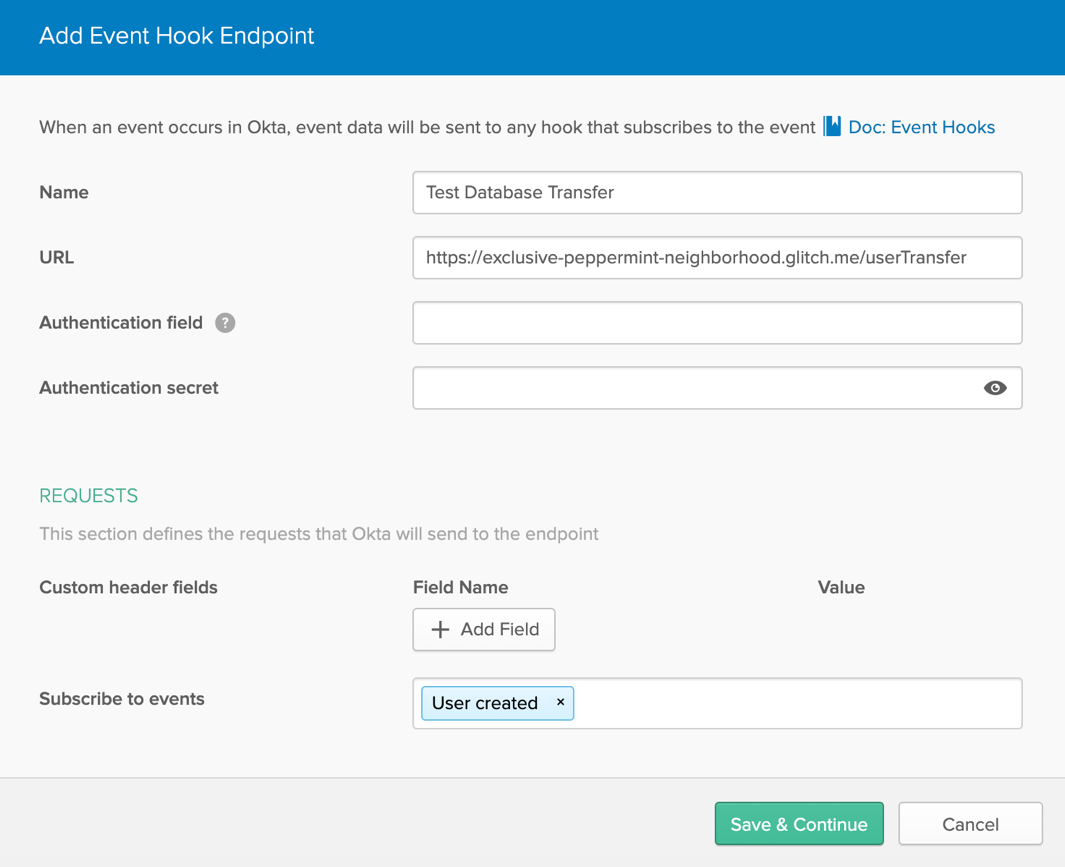 Add Event Hook Endpoint
When an event occurs in Okta, event data will be sent to any hook that subscribes to the event Doc: Event Hooks
Name Test Database Transfer
URL https://exclusive-peppermint-neighborhood.glitch.me/userTransfer
Authentication field ?
Authentication secret
REQUESTS
This section defines the requests that Okta will send to the endpoint
Custom header fields Field Name Value
+ Add Field
Subscribe to events User created ×
Save & Continue Cancel